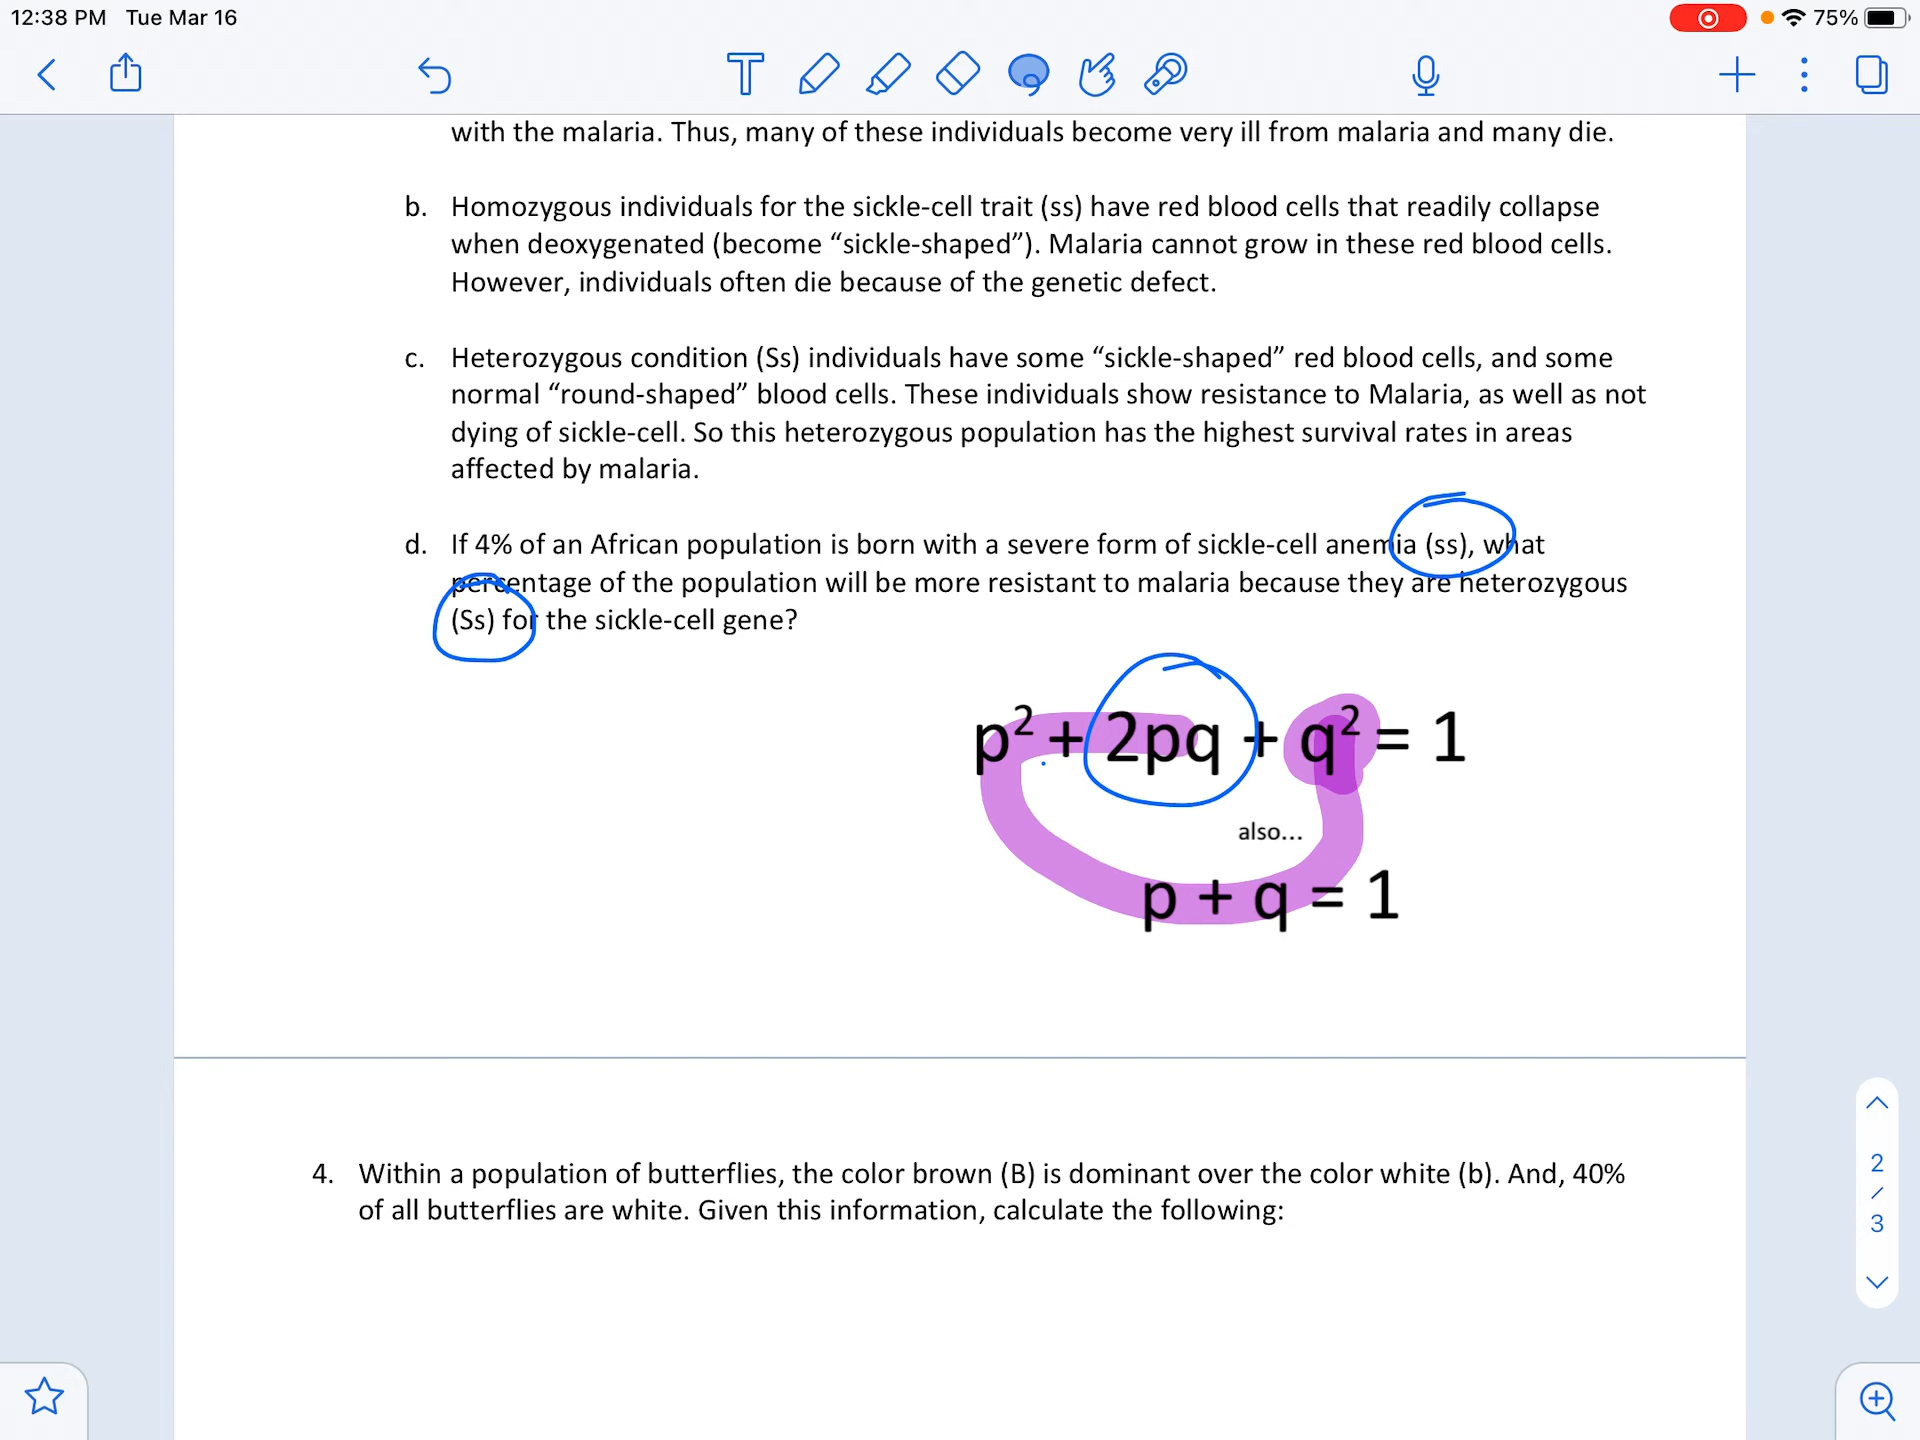 12:38 PM Tue Mar 16
75%
with the malaria. Thus, many of these individuals become very ill from malaria and many die.
b. Homozygous individuals for the sickle-cell trait (ss) have red blood cells that readily collapse
when deoxygenated (become “sickle-shaped”). Malaria cannot grow in these red blood cells.
However, individuals often die because of the genetic defect.
c. Heterozygous condition (Ss) individuals have some “sickle-shaped” red blood cells, and some
normal “round-shaped” blood cells. These individuals show resistance to Malaria, as well as not
dying of sickle-cell. So this heterozygous population has the highest survival rates in areas
affected by malaria.
d. If 4% of an African population is born with a severe form of sickle-cell anemia (ss), what
percentage of the population will be more resistant to malaria because they are heterozygous
(Ss) for the sickle-cell gene?
p² + 2pq + q² = 1
also...
p + q = 1
4. Within a population of butterflies, the color brown (B) is dominant over the color white (b). And, 40%
of all butterflies are white. Given this information, calculate the following:
2
/
3